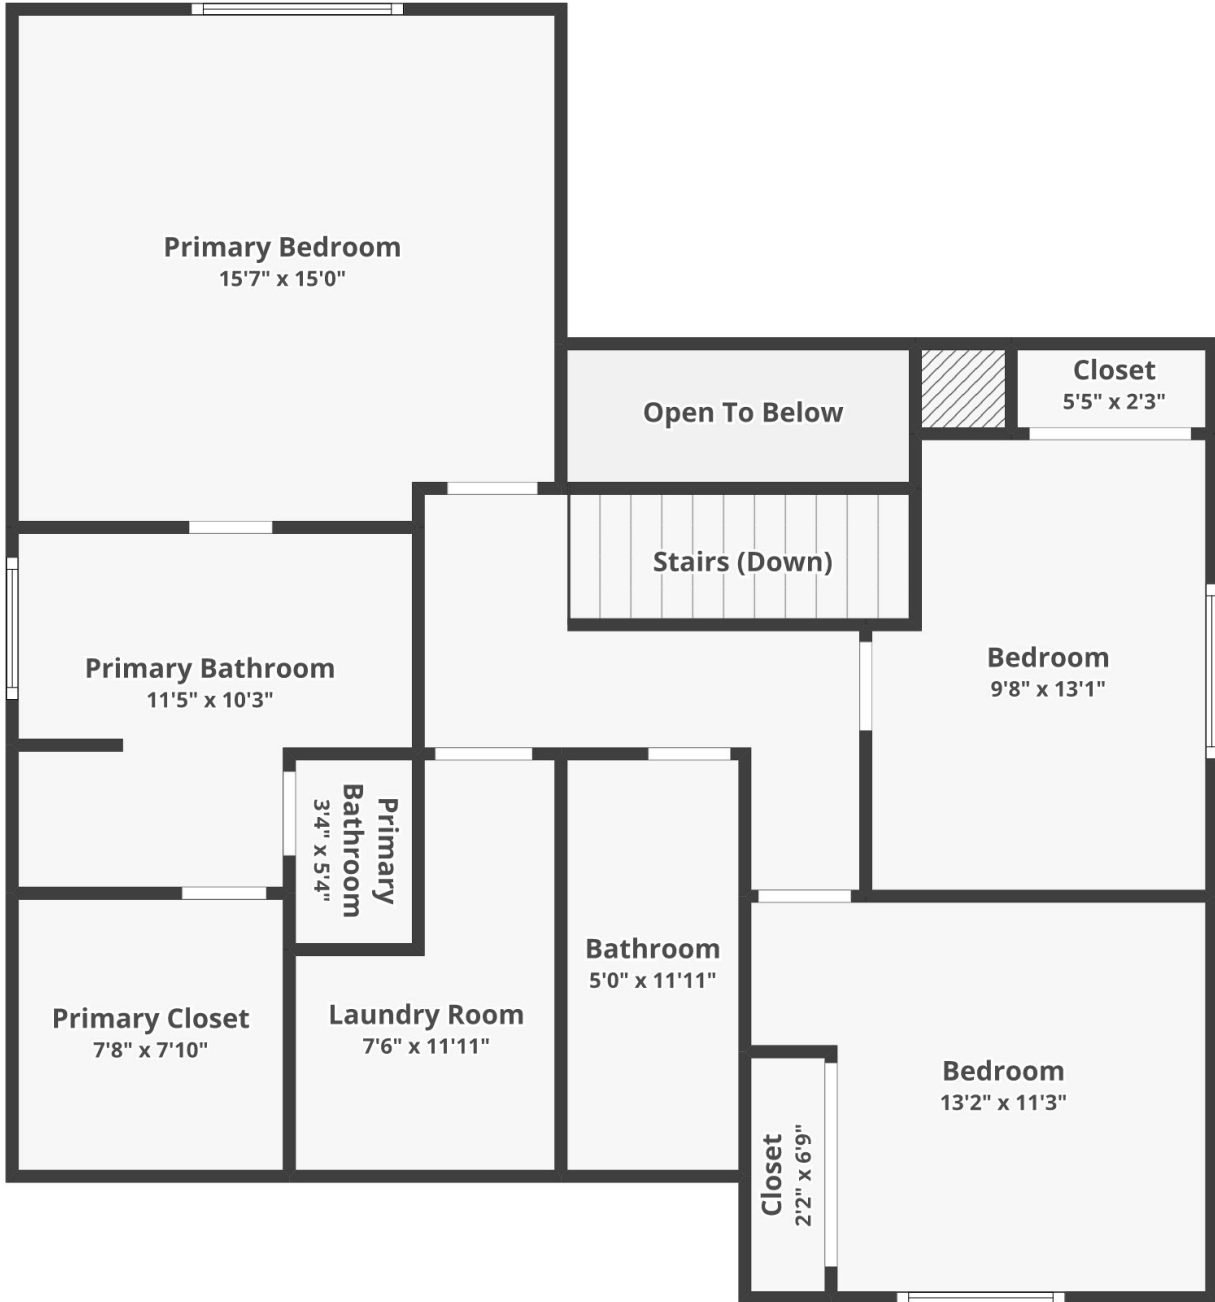 Primary Bedroom
15'7" x 15'0"
Open To Below
Closet
5'5" x 2'3"
Stairs (Down)
Primary Bathroom
11'5" x 10'3"
Bedroom
9'8" x 13'1"
Primary
Bathroom
3'4" x 5'4"
Bathroom
5'0" x 11'11"
Primary Closet
7'8" x 7'10"
Laundry Room
7'6" x 11'11"
Bedroom
13'2" x 11'3"
Closet
2'2" x 6'9"